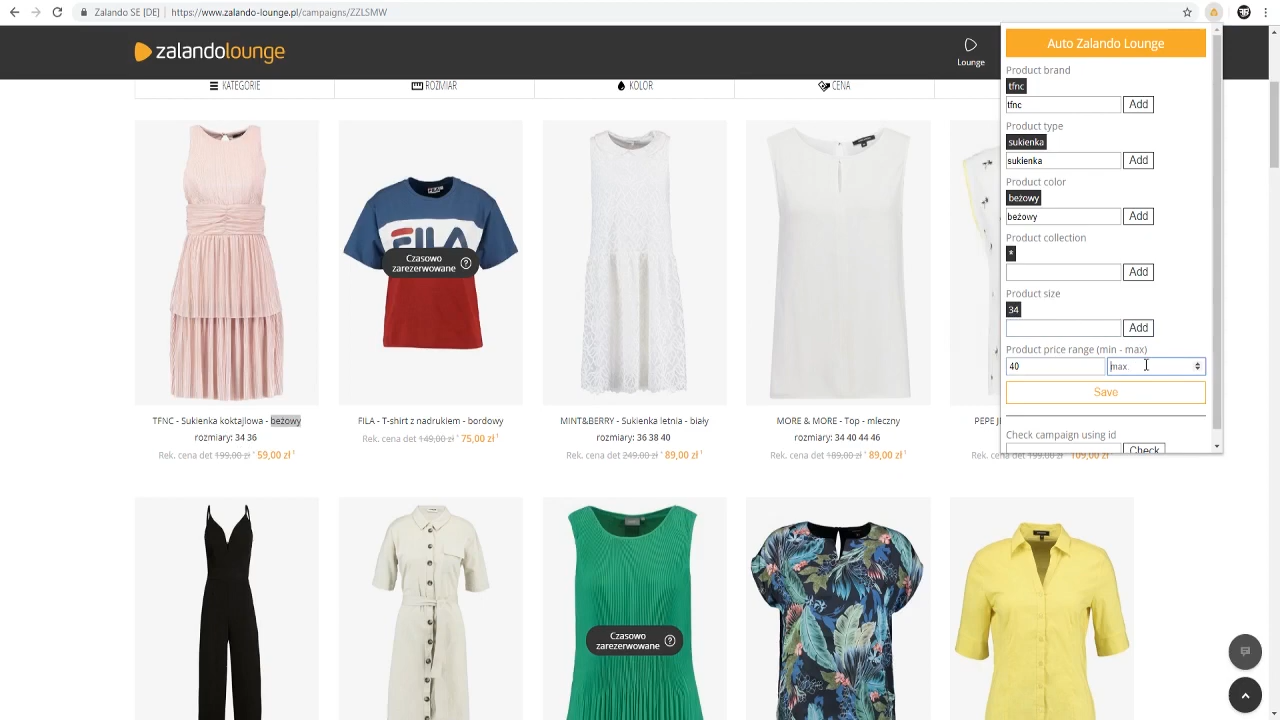 Zalando SE [DE] | https://www.zalando-lounge.pl/campaigns/ZZLSMW
zalandolounge
Lounge
KATEGORIE
ROZMIAR
KOLOR
CENA
Auto Zalando Lounge
Product brand
tfnc
tfnc
Add
Product type
sukienka
sukienka
Add
Product color
beżowy
beżowy
Add
Product collection
*
Add
Product size
34
Add
Product price range (min - max)
40
max.
Save
Check campaign using id
Check
FILA
Czasowo
zarezerwowane ?
TFNC - Sukienka koktajlowa - beżowy
rozmiary: 34 36
Rek. cena det 199,00 zł * 59,00 zł ¹
FILA - T-shirt z nadrukiem - bordowy
Rek. cena det 149,00 zł * 75,00 zł ¹
MINT&BERRY - Sukienka letnia - biały
rozmiary: 36 38 40
Rek. cena det 249,00 zł * 89,00 zł ¹
MORE & MORE - Top - mleczny
rozmiary: 34 40 44 46
Rek. cena det 189,00 zł * 89,00 zł ¹
PEPE
Rek. cena det 199,00 zł * 109,00 zł ¹
Czasowo
zarezerwowane ?